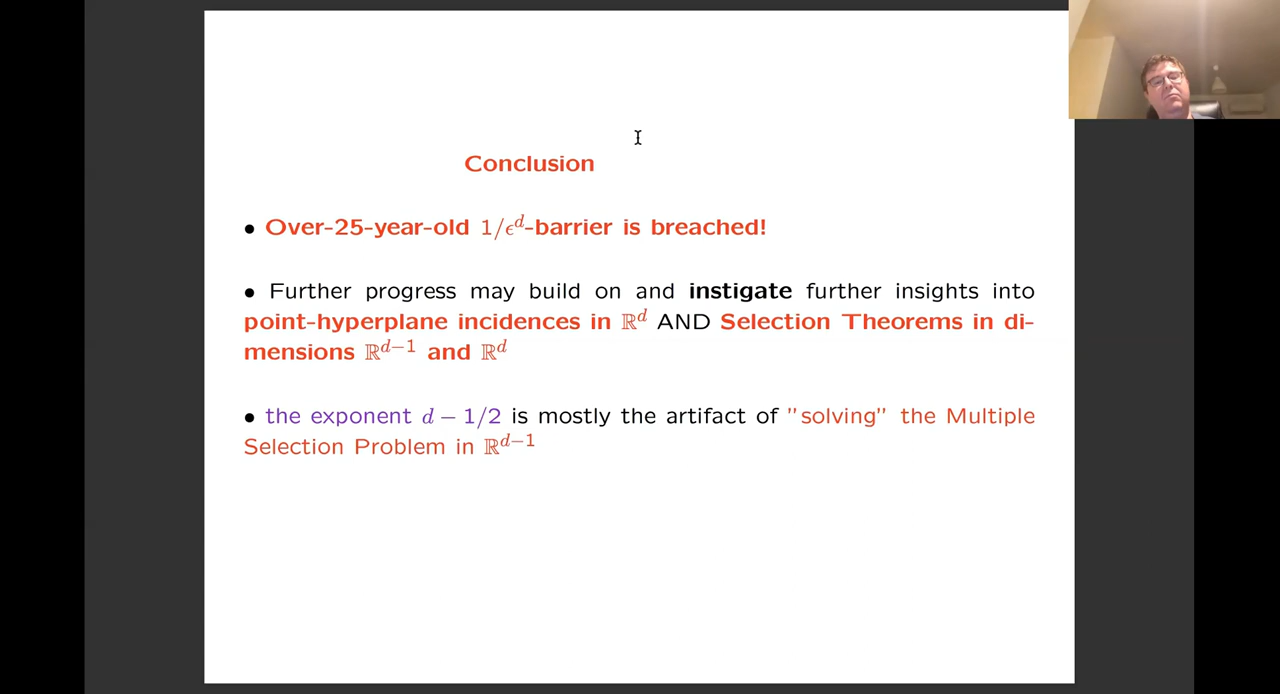 Conclusion
• Over-25-year-old 1/ϵ^d-barrier is breached!
• Further progress may build on and instigate further insights into
point-hyperplane incidences in ℝ^d AND Selection Theorems in di-
mensions ℝ^{d−1} and ℝ^d
• the exponent d − 1/2 is mostly the artifact of ”solving” the Multiple
Selection Problem in ℝ^{d−1}